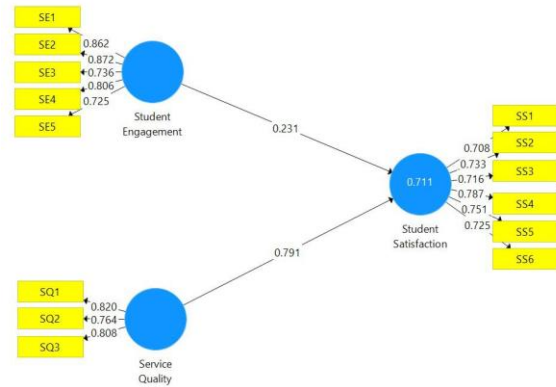 SE1
SE2
SE3
SE4
SE5
0.862
0.872
0.736
0.806
0.725
Student
Engagement
0.231
0.711
Student
Satisfaction
0.708
0.733
0.716
0.787
0.751
0.725
SS1
SS2
SS3
SS4
SS5
SS6
0.791
SQ1
SQ2
SQ3
0.820
0.764
0.808
Service
Quality